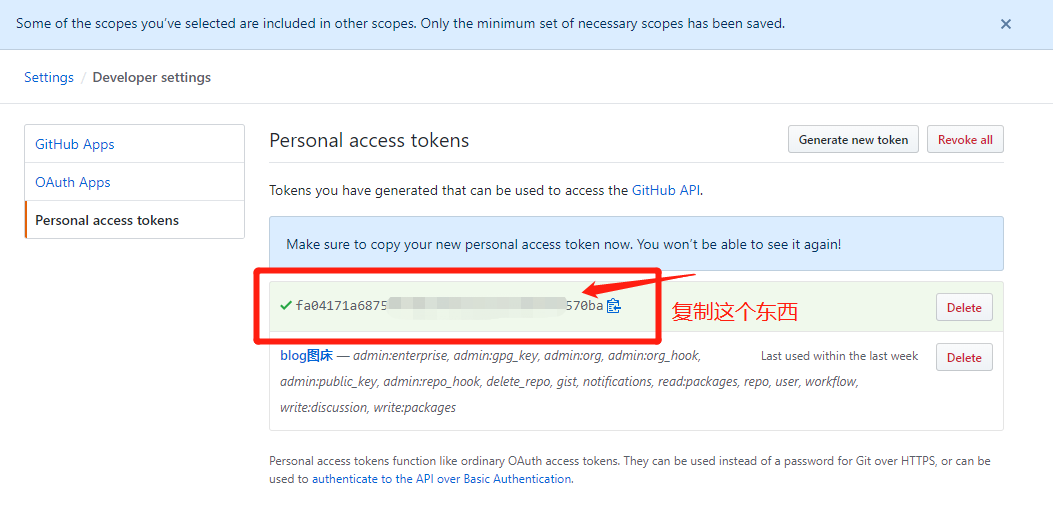 Some of the scopes you've selected are included in other scopes. Only the minimum set of necessary scopes has been saved.
Settings / Developer settings
GitHub Apps
OAuth Apps
Personal access tokens
Personal access tokens
Generate new token
Revoke all
Tokens you have generated that can be used to access the GitHub API.
Make sure to copy your new personal access token now. You won't be able to see it again!
fa04171a6875 570ba
复制这个东西
Delete
blog图床 — admin:enterprise, admin:gpg_key, admin:org, admin:org_hook,
admin:public_key, admin:repo_hook, delete_repo, gist, notifications, read:packages, repo, user, workflow,
write:discussion, write:packages
Last used within the last week
Delete
Personal access tokens function like ordinary OAuth access tokens. They can be used instead of a password for Git over HTTPS, or can be
used to authenticate to the API over Basic Authentication.